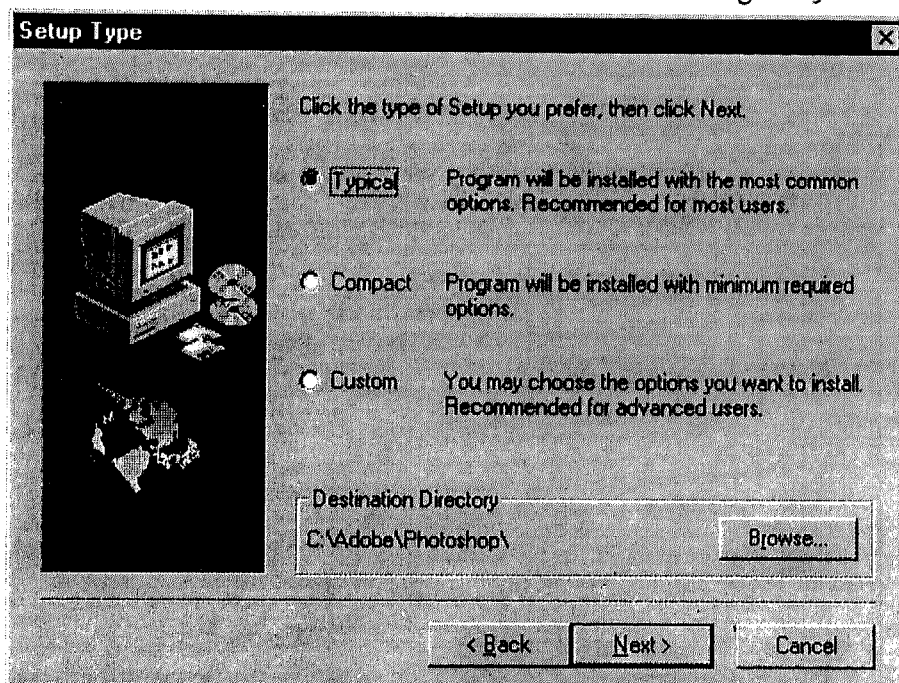 Setup Type
Click the type of Setup you prefer, then click Next.
Typical
Program will be installed with the most common
options. Recommended for most users.
Compact
Program will be installed with minimum required
options.
Custom
You may choose the options you want to install.
Recommended for advanced users.
Destination Directory
C:\Adobe\Photoshop\
Browse...
< Back
Next >
Cancel